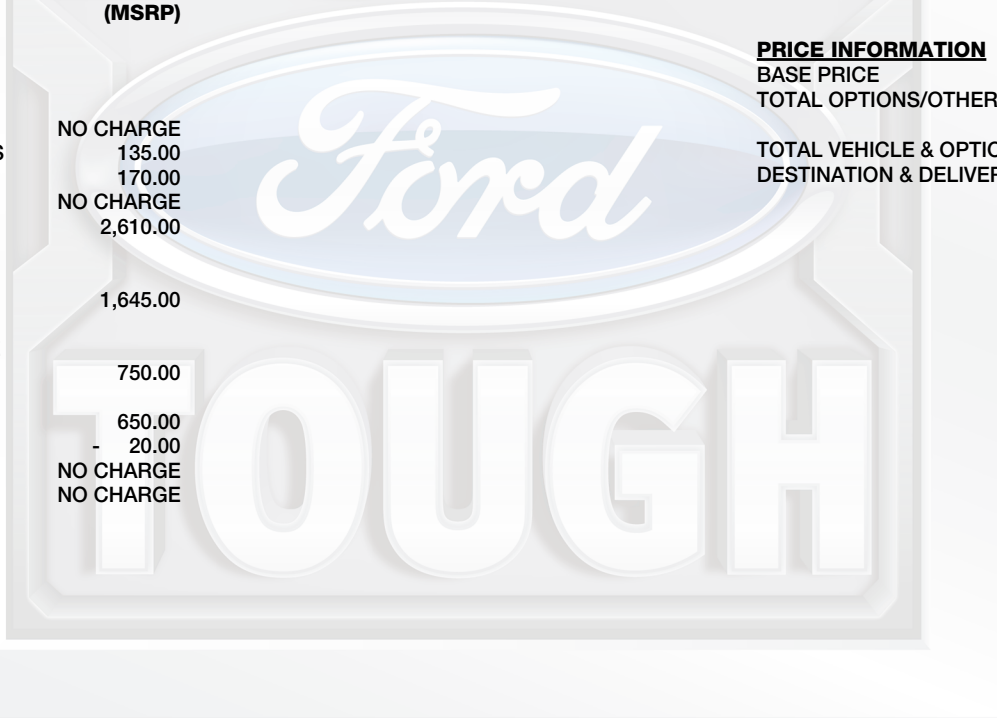 (MSRP)
NO CHARGE
S 135.00
170.00
NO CHARGE
2,610.00
1,645.00
750.00
650.00
- 20.00
NO CHARGE
NO CHARGE
PRICE INFORMATION
BASE PRICE
TOTAL OPTIONS/OTHER
TOTAL VEHICLE & OPTIO
DESTINATION & DELIVER
Ford
TOUGH